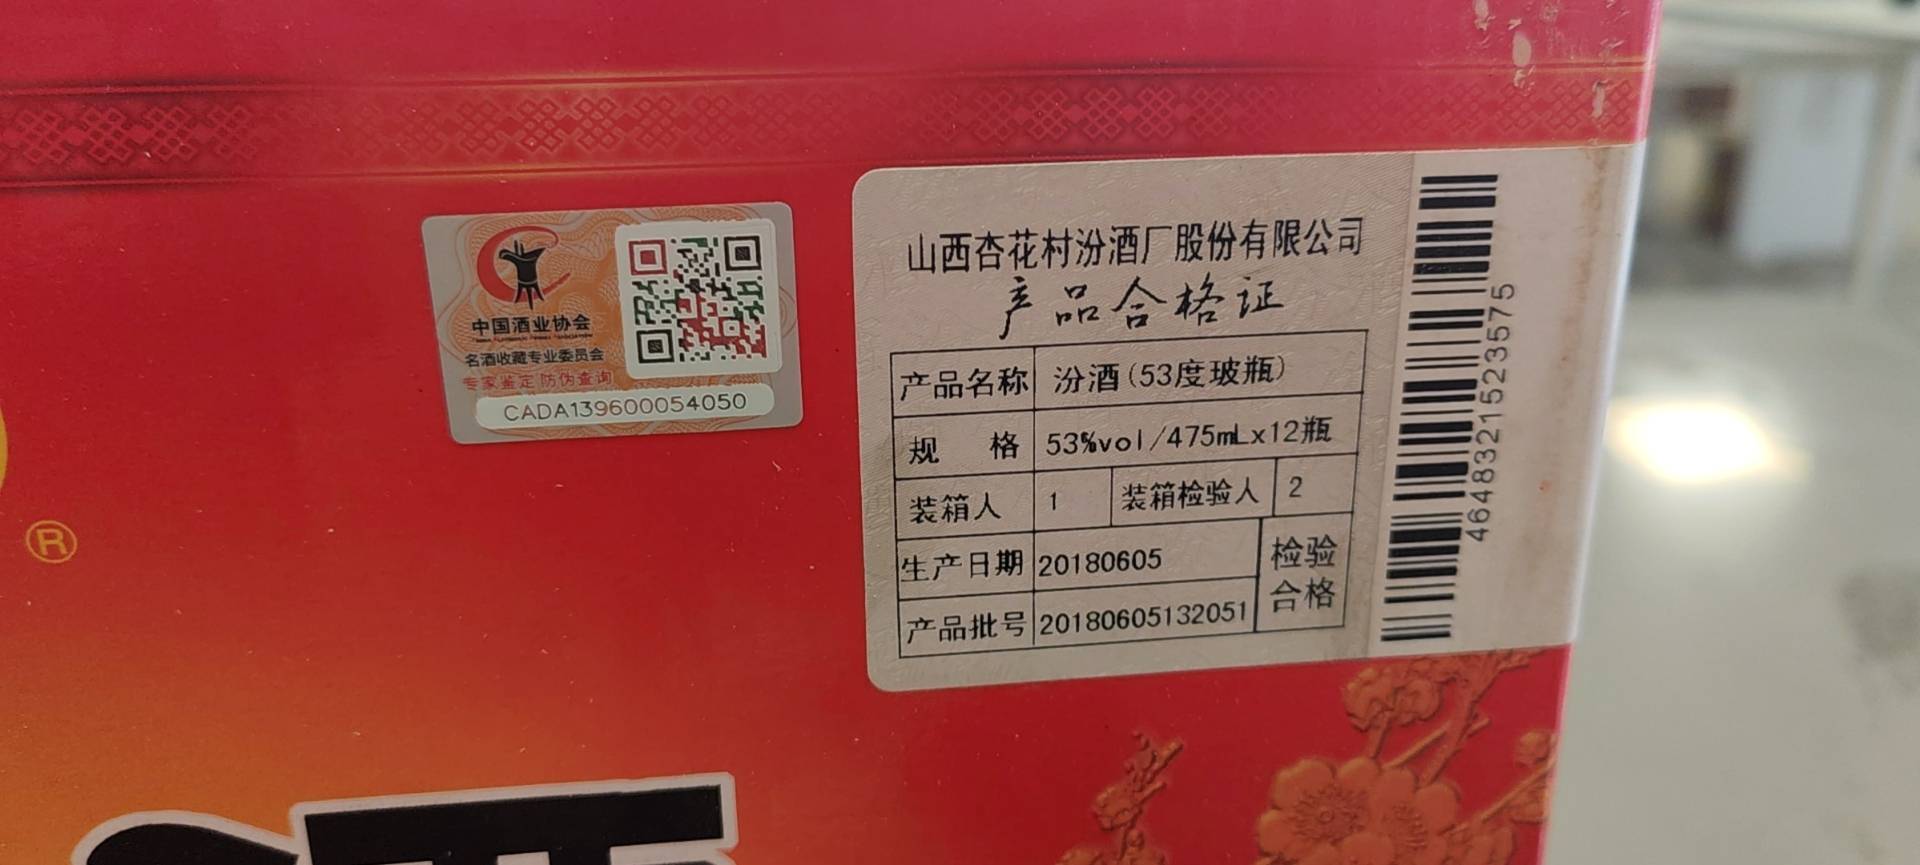 中国酒业协会
名酒收藏专业委员会
专家鉴定 防伪查询
CADA139600054050
®
山西杏花村汾酒厂股份有限公司
产品合格证
产品名称 汾酒(53度玻瓶)
规 格 53%vol/475mLx12瓶
装箱人 1 装箱检验人 2
生产日期 20180605 检验
产品批号 20180605132051 合格
4648321521523575